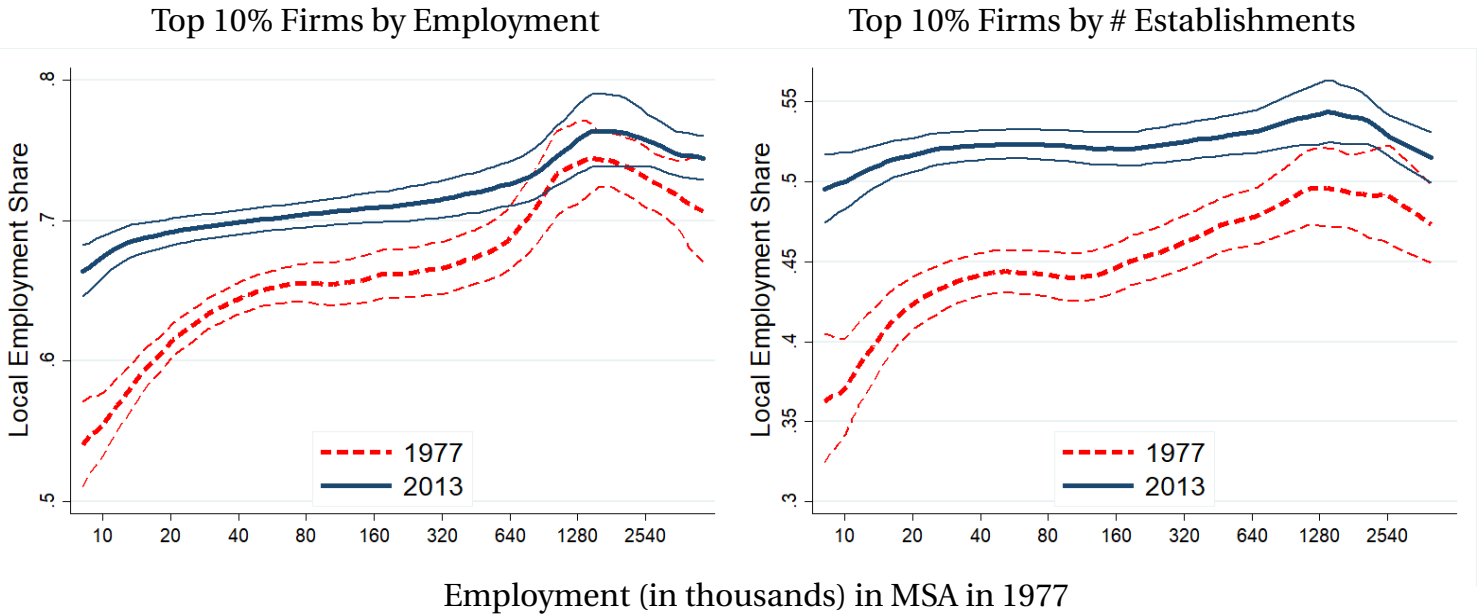 Top 10% Firms by Employment
Top 10% Firms by # Establishments
Local Employment Share
.8
.7
.6
.5
1977
2013
10 20 40 80 160 320 640 1280 2540
Local Employment Share
.55
.5
.45
.4
.35
.3
1977
2013
10 20 40 80 160 320 640 1280 2540
Employment (in thousands) in MSA in 1977